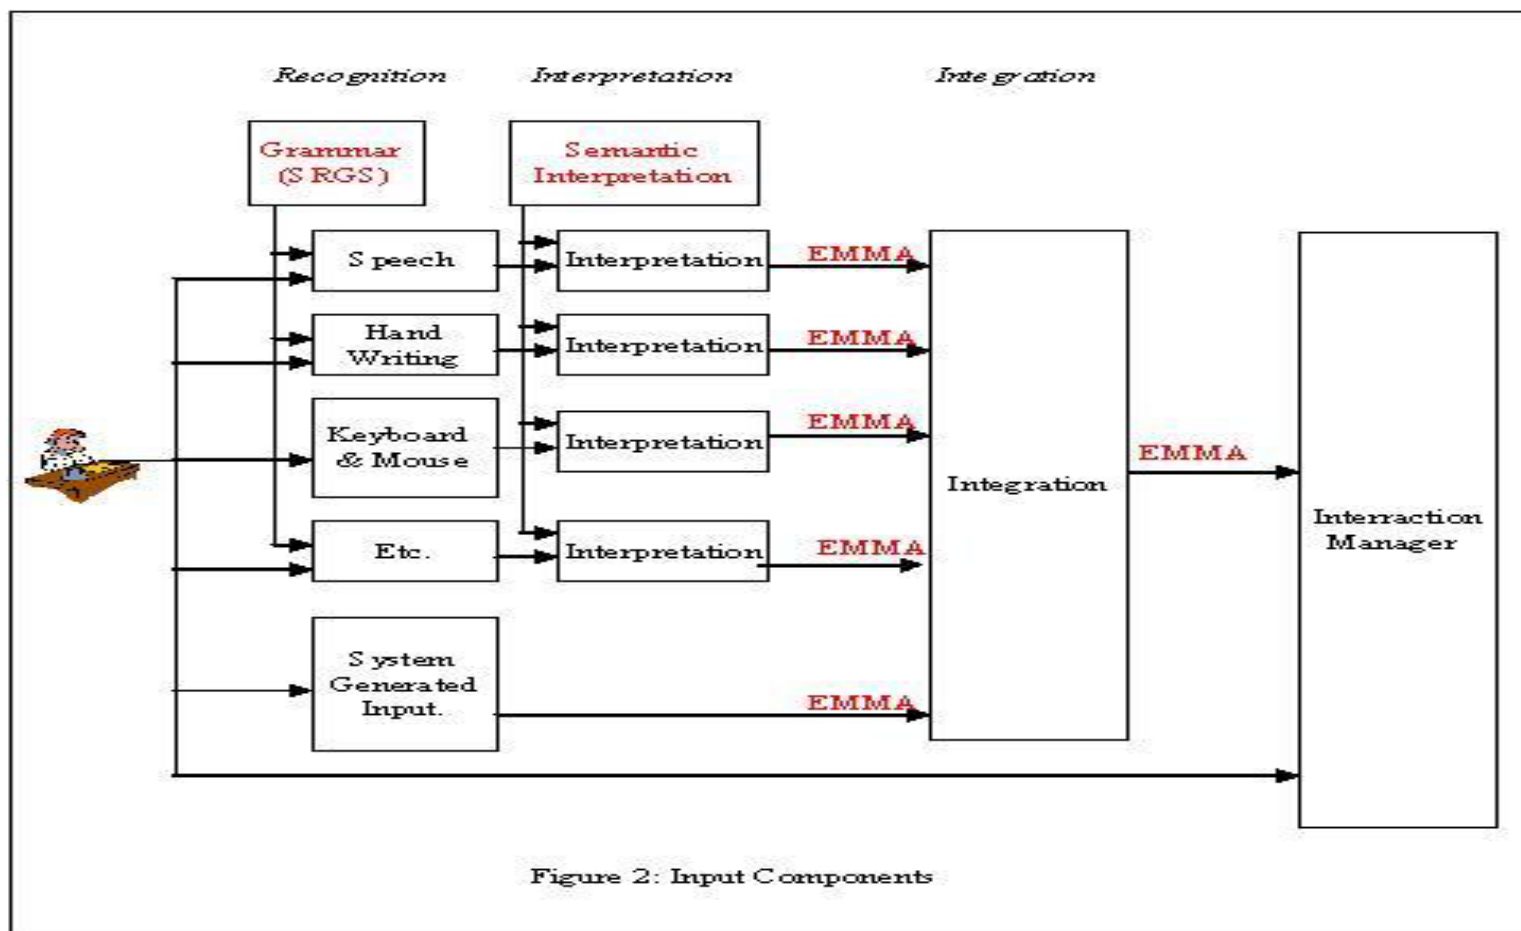 Recognition
Interpretation
Integration
Grammar
(SRGS)
Semantic
Interpretation
Speech
Interpretation
EMMA
Hand
Writing
Interpretation
EMMA
Keyboard
& Mouse
Interpretation
EMMA
Etc.
Interpretation
EMMA
System
Generated
Input.
EMMA
Integration
EMMA
Interraction
Manager
Figure 2: Input Components